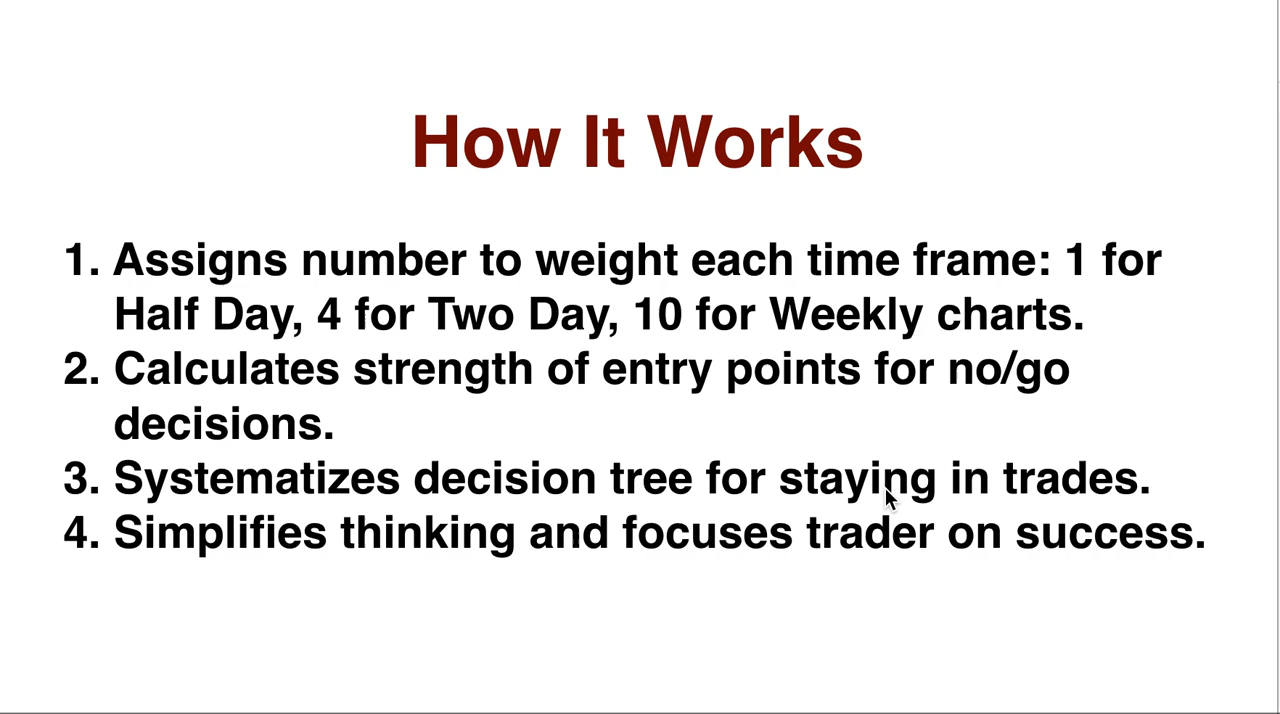 How It Works
1. Assigns number to weight each time frame: 1 for
Half Day, 4 for Two Day, 10 for Weekly charts.
2. Calculates strength of entry points for no/go
decisions.
3. Systematizes decision tree for staying in trades.
4. Simplifies thinking and focuses trader on success.